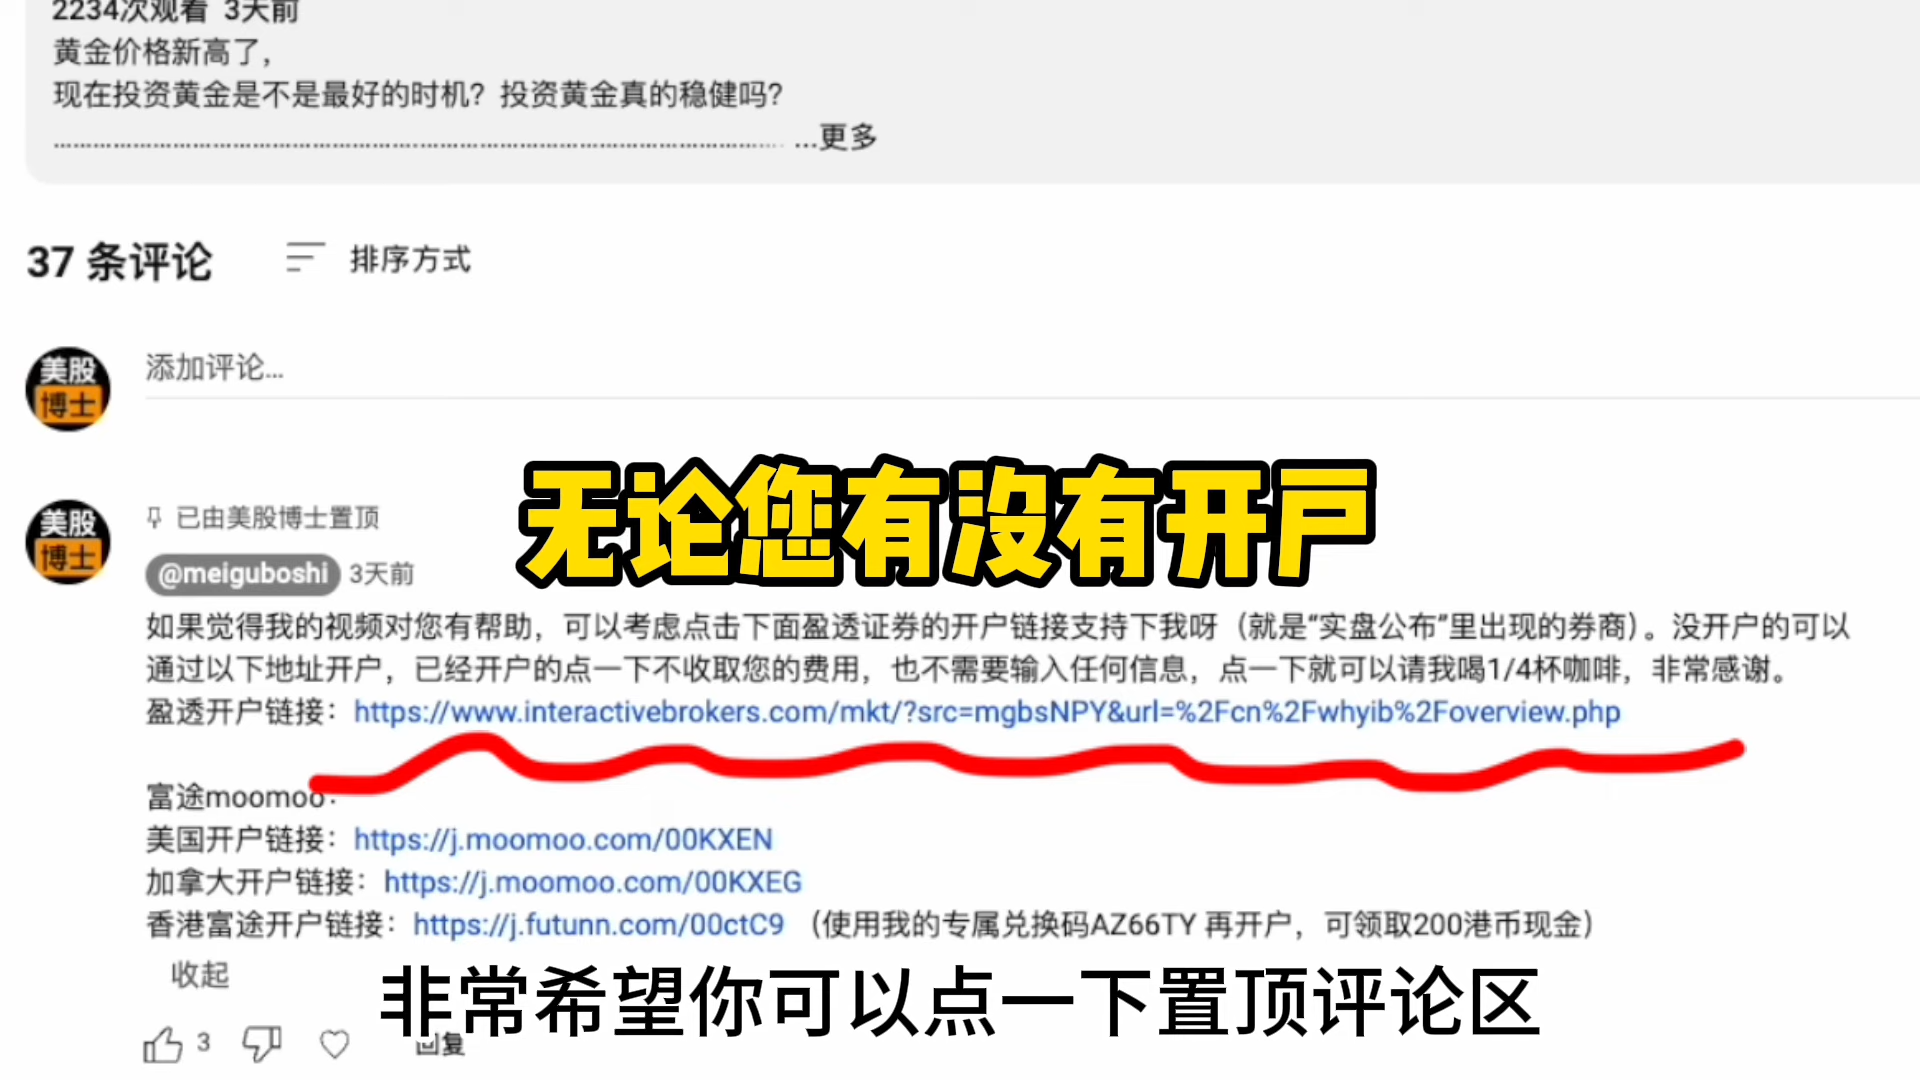 2234次观看 3天前
黄金价格新高了，
现在投资黄金是不是最好的时机？投资黄金真的稳健吗？
...更多
37 条评论 排序方式
美股博士
添加评论...
美股博士
已由美股博士置顶
无论您有没有开户
@meiguboshi 3天前
如果觉得我的视频对您有帮助，可以考虑点击下面盈透证券的开户链接支持下我呀（就是“实盘公布”里出现的券商）。没开户的可以
通过以下地址开户，已经开户的点一下不收取您的费用，也不需要输入任何信息，点一下就可以请我喝1/4杯咖啡，非常感谢。
盈透开户链接：https://www.interactivebrokers.com/mkt/?src=mgbsNPY&url=%2Fcn%2Fwhyib%2Foverview.php
富途moomoo：
美国开户链接：https://j.moomoo.com/00KXEN
加拿大开户链接：https://j.moomoo.com/00KXEG
香港富途开户链接：https://j.futunn.com/00ctC9 （使用我的专属兑换码AZ66TY 再开户，可领取200港币现金）
收起
非常希望你可以点一下置顶评论区
3 回复